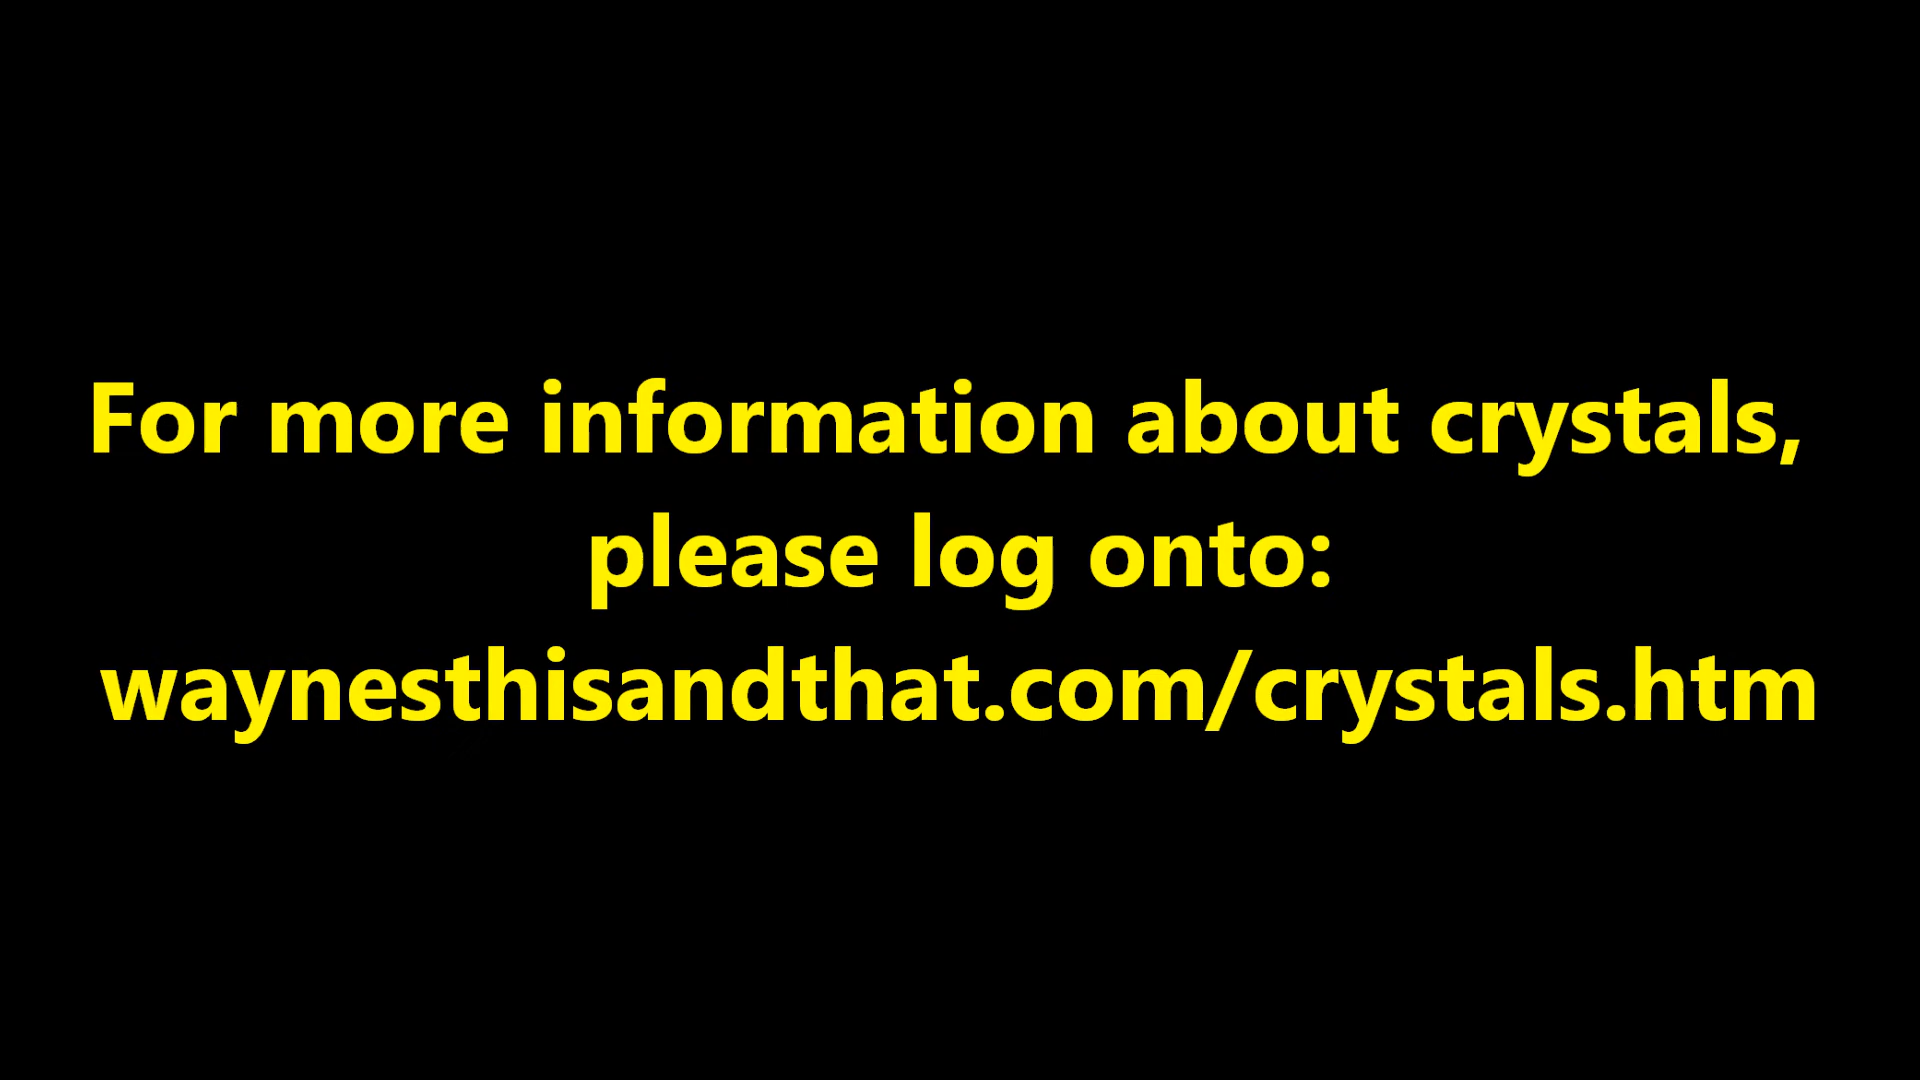 For more information about crystals,
please log onto:
waynesthisandthat.com/crystals.htm